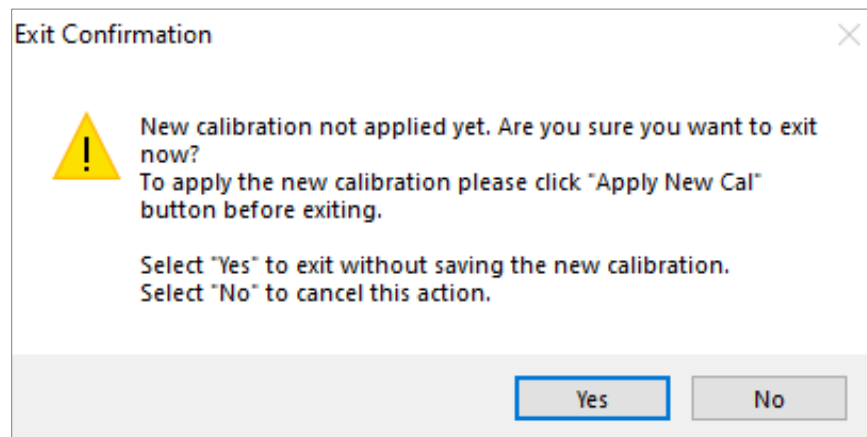 Exit Confirmation
New calibration not applied yet. Are you sure you want to exit
now?
To apply the new calibration please click "Apply New Cal"
button before exiting.
Select "Yes" to exit without saving the new calibration.
Select "No" to cancel this action.
Yes
No